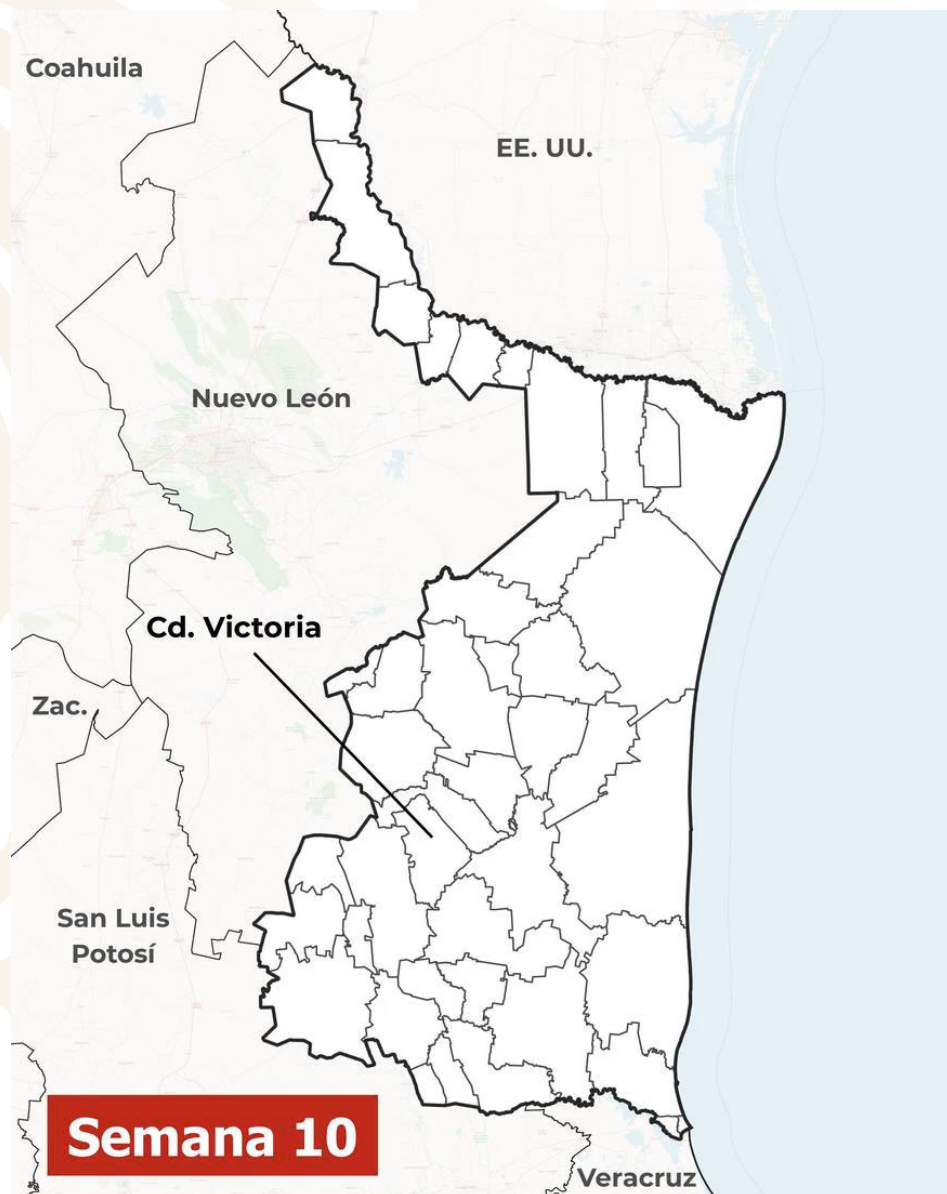 Coahuila
EE. UU.
Nuevo León
Cd. Victoria
Zac.
San Luis
Potosí
Semana 10
Veracruz